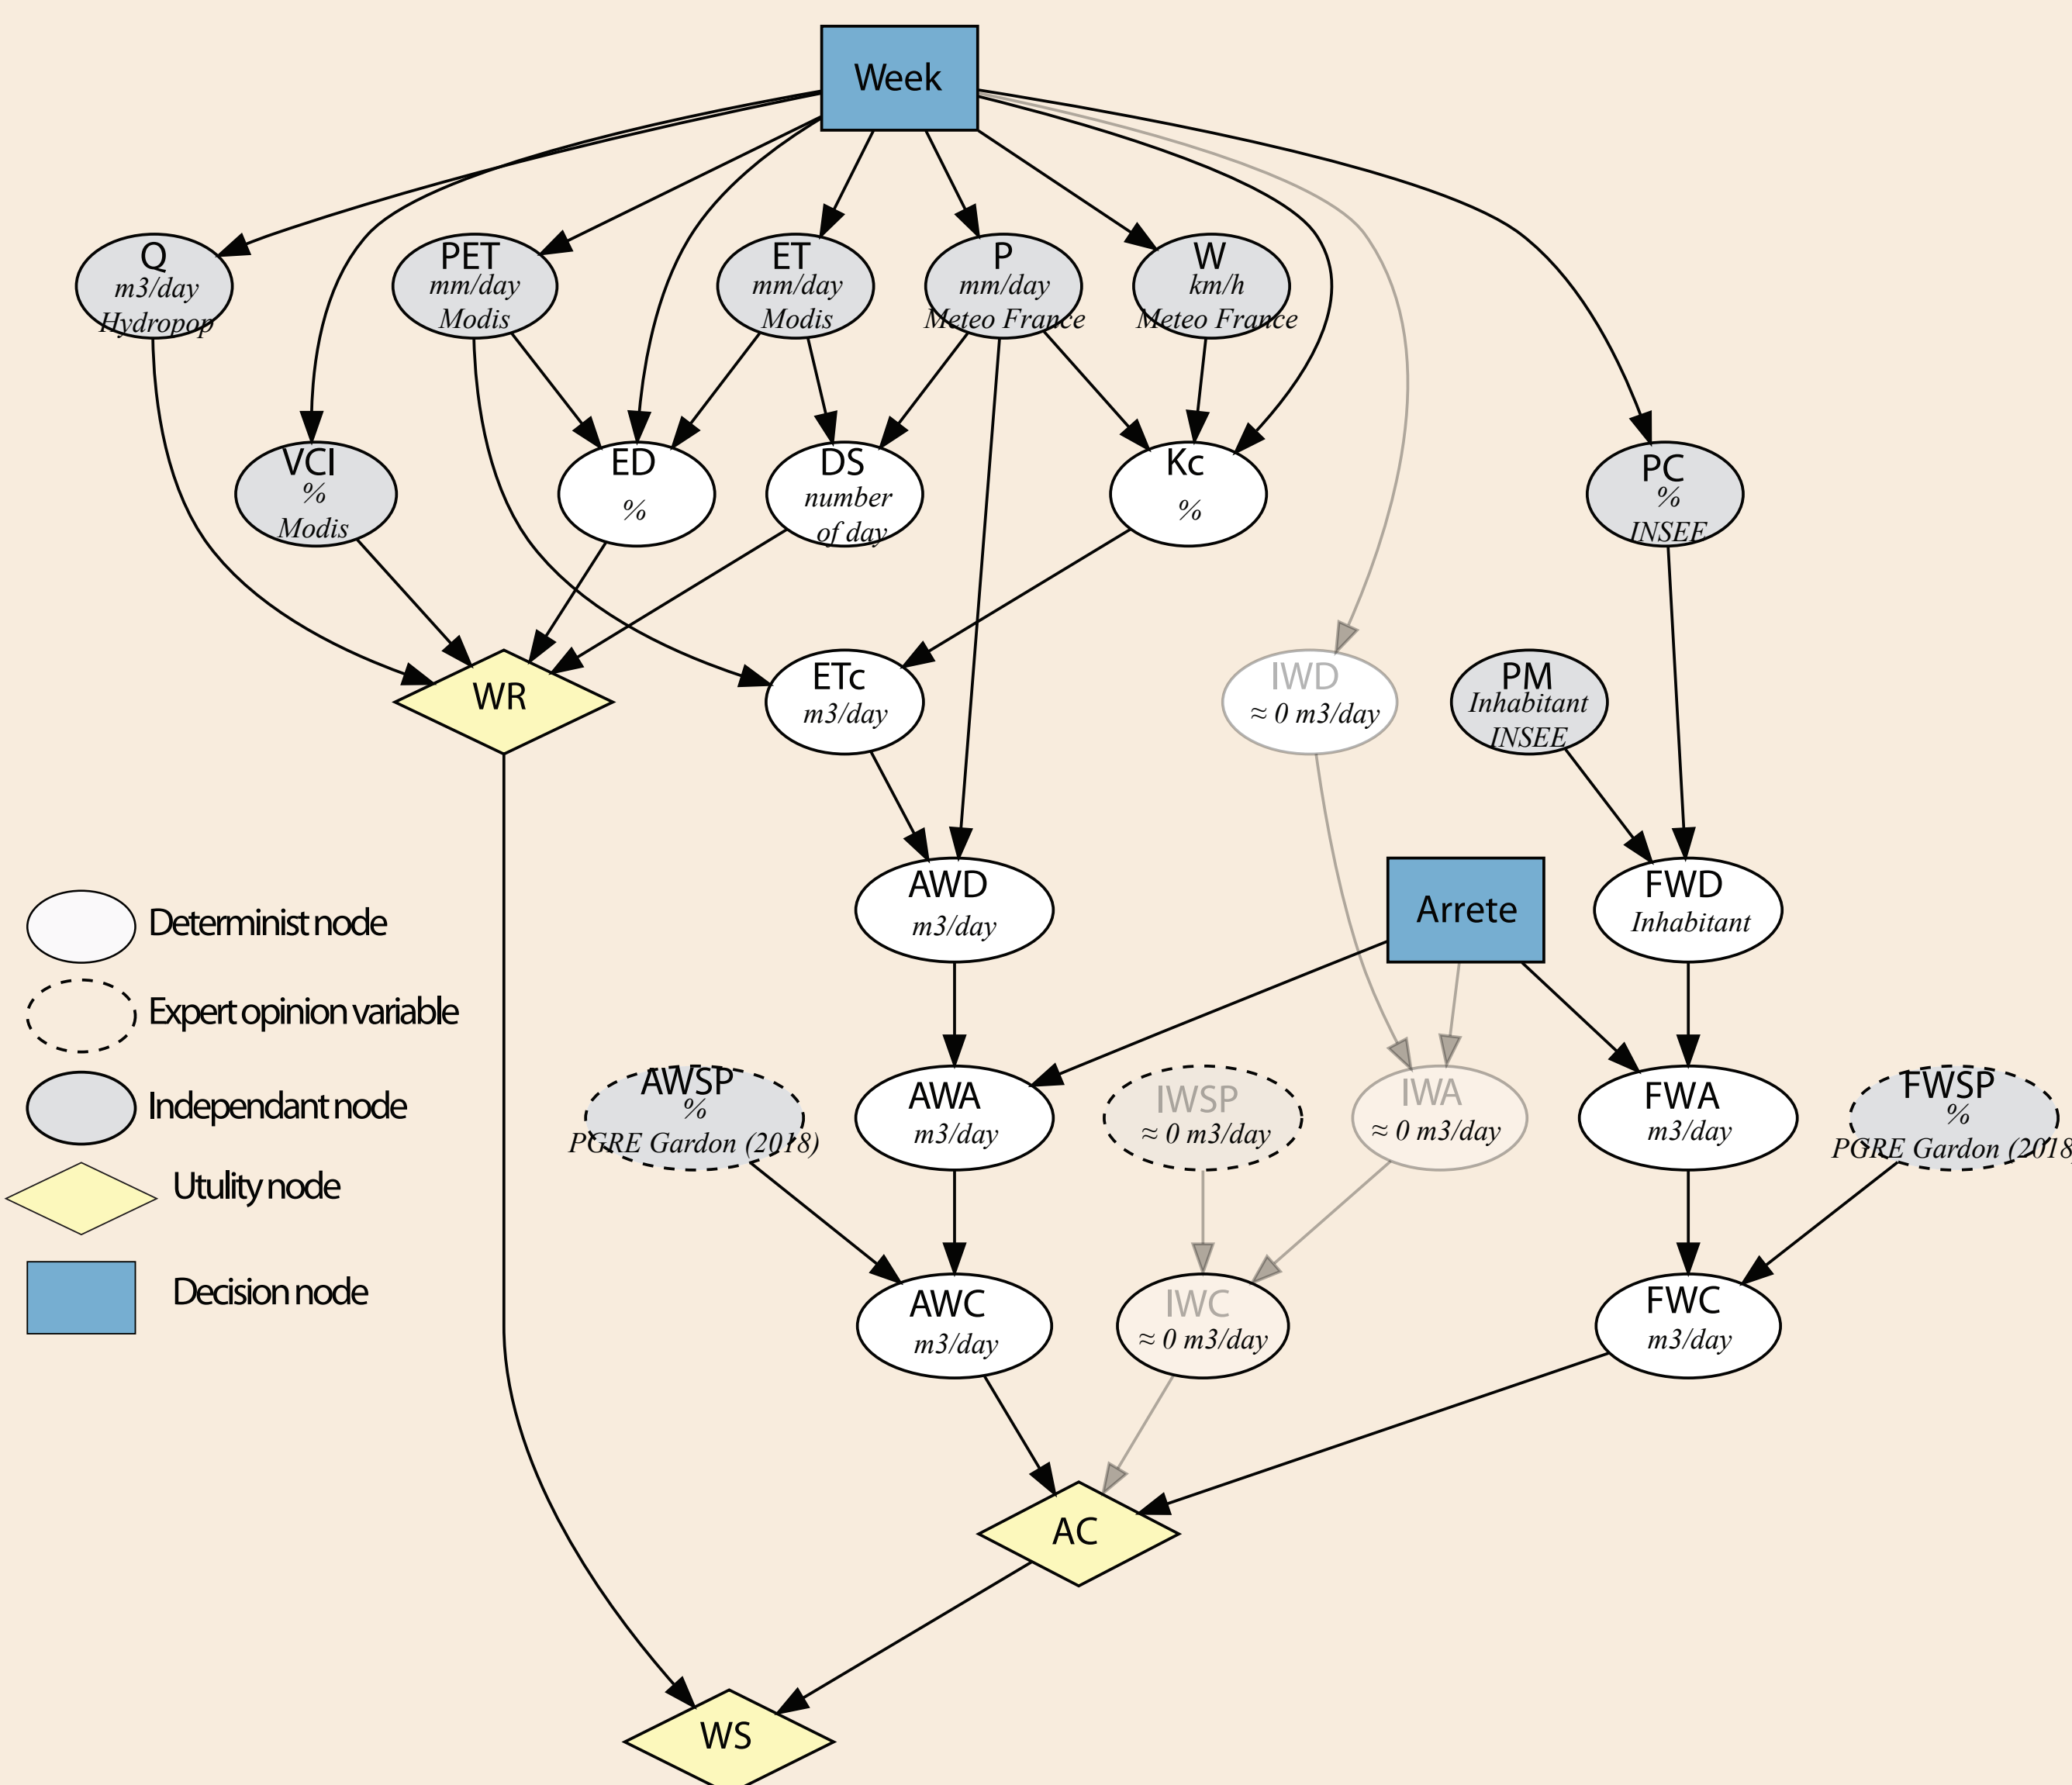 Week
Q
m3/day
Hydropop
PET
mm/day
Modis
ET
mm/day
Modis
P
mm/day
Meteo France
W
km/h
Meteo France
VCI
%
Modis
ED
%
DS
number
of day
Kc
%
PC
%
INSEE
WR
ETc
m3/day
IWD
≈ 0 m3/day
PM
Inhabitant
INSEE
AWD
m3/day
Arrete
FWD
Inhabitant
Determinist node
Expert opinion variable
Independant node
Utulity node
Decision node
AWSP
%
PGRE Gardon (2018)
AWA
m3/day
IWSP
≈ 0 m3/day
IWA
≈ 0 m3/day
FWA
m3/day
FWSP
%
PGRE Gardon (2018)
AWC
m3/day
IWC
≈ 0 m3/day
FWC
m3/day
AC
WS